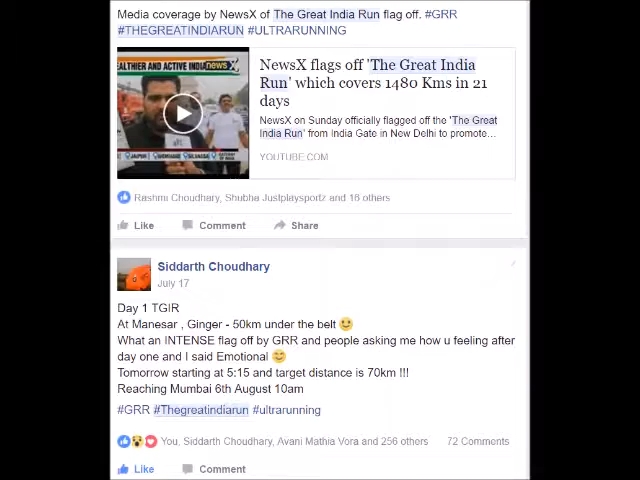 Media coverage by NewsX of The Great India Run flag off. #GRR
#THEGREATINDIARUN #ULTRARUNNING
EALTHIER AND ACTIVE INDIA newsX
JAIPUR
SILVASSA
NewsX flags off 'The Great India
Run' which covers 1480 Kms in 21
days
NewsX on Sunday officially flagged off the 'The Great
India Run' from India Gate in New Delhi to promote...
YOUTUBE.COM
Rashmi Choudhary, Shubha Justplaysportz and 16 others
Like Comment Share
Siddarth Choudhary
July 17
Day 1 TGIR
At Manesar , Ginger - 50km under the belt 🙂
What an INTENSE flag off by GRR and people asking me how u feeling after
day one and I said Emotional 😊
Tomorrow starting at 5:15 and target distance is 70km !!!
Reaching Mumbai 6th August 10am
#GRR #Thegreatindiarun #ultrarunning
You, Siddarth Choudhary, Avani Mathia Vora and 256 others 72 Comments
Like Comment